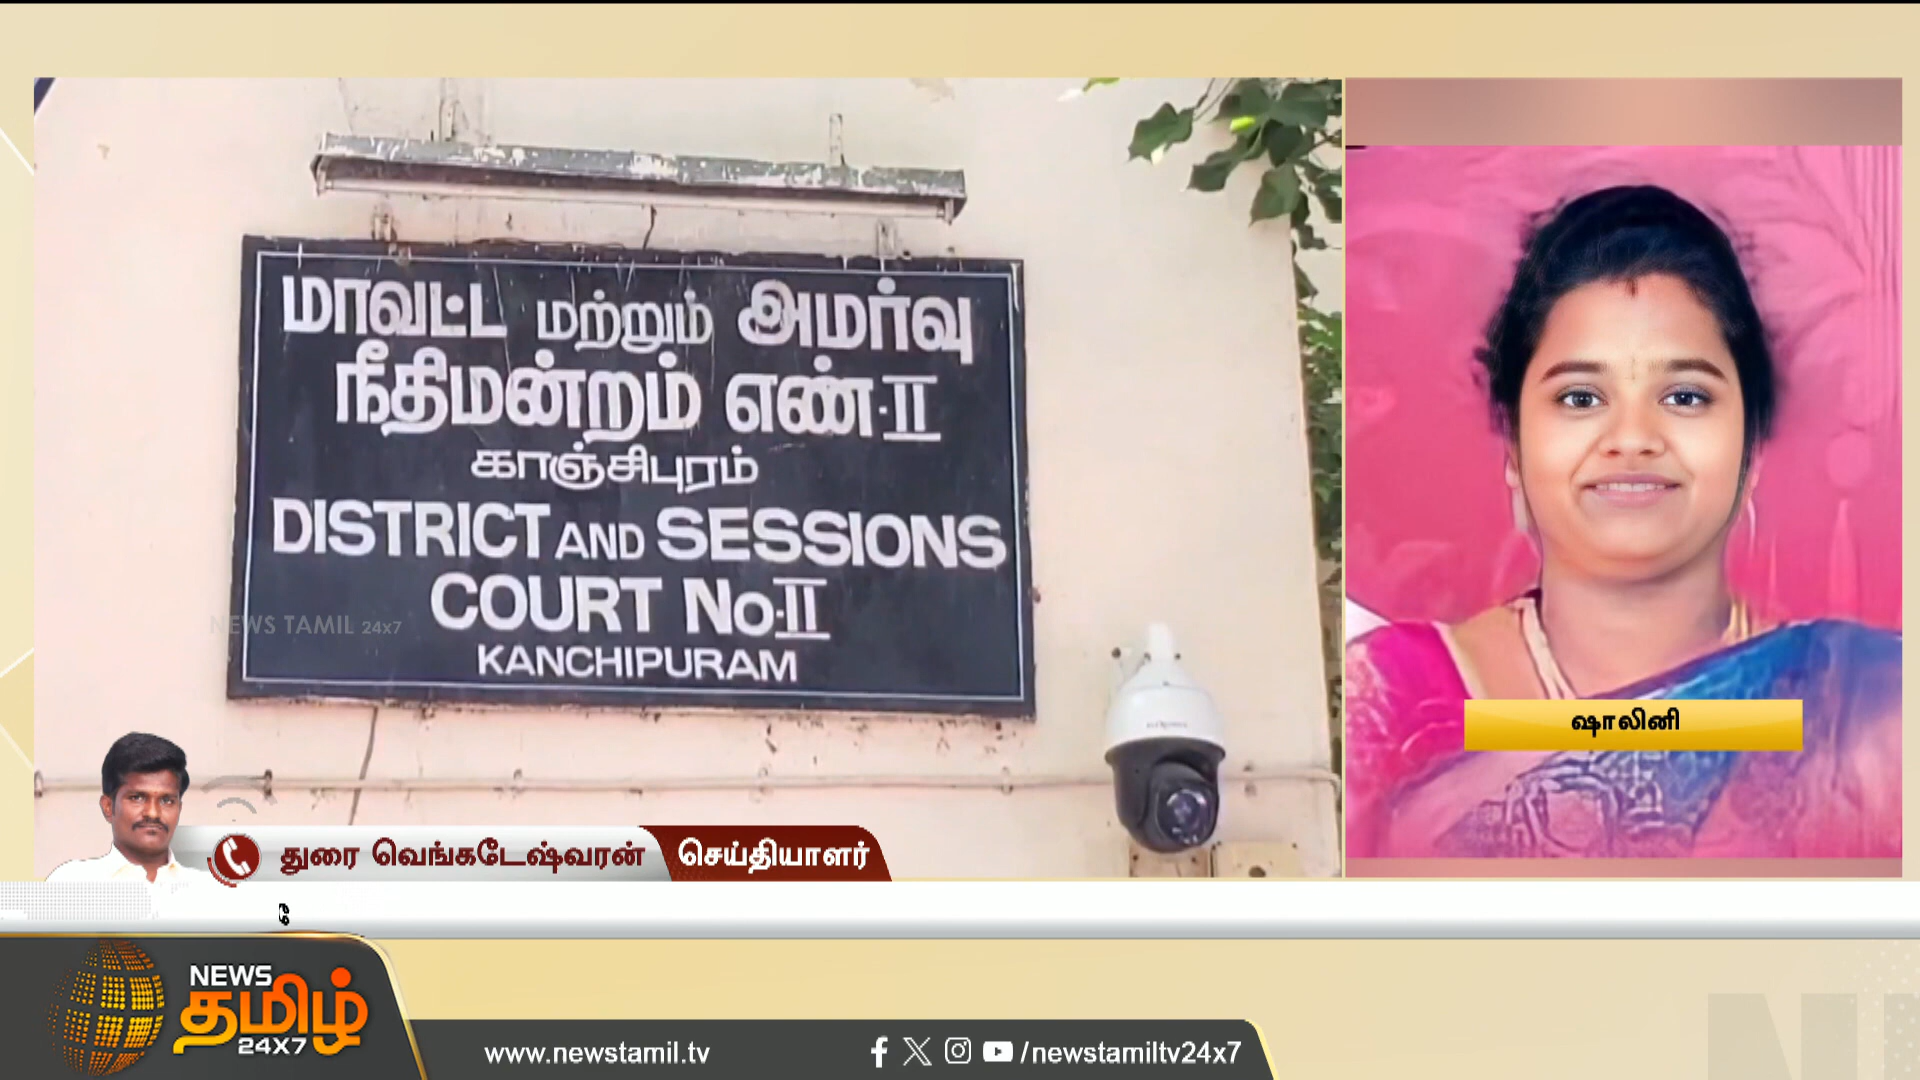 மாவட்ட மற்றும் அமர்வு
நீதிமன்றம் எண்-II
காஞ்சிபுரம்
DISTRICT AND SESSIONS
COURT No-II
KANCHIPURAM
NEWS TAMIL 24x7
ஷாலினி
துரை வெங்கடேஷ்வரன் செய்தியாளர்
NEWS
தமிழ்
24X7
www.newstamil.tv
/newstamiltv24x7